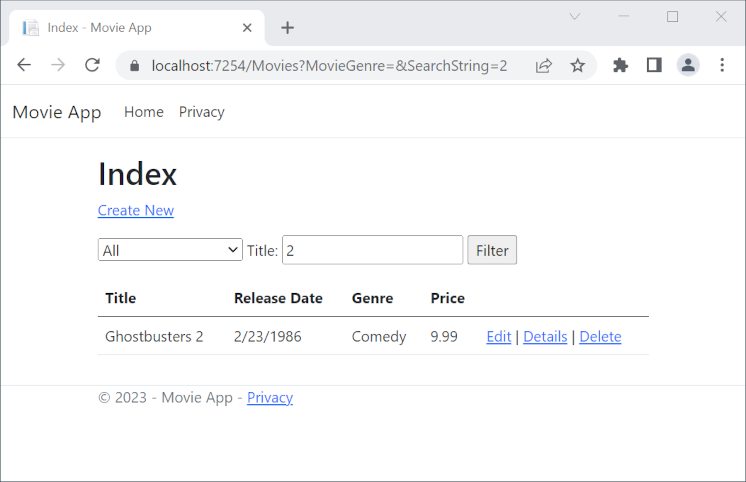 Index - Movie App
localhost:7254/Movies?MovieGenre=&SearchString=2
Movie App Home Privacy
Index
Create New
All Title: 2 Filter
Title Release Date Genre Price
Ghostbusters 2 2/23/1986 Comedy 9.99 Edit | Details | Delete
© 2023 - Movie App - Privacy